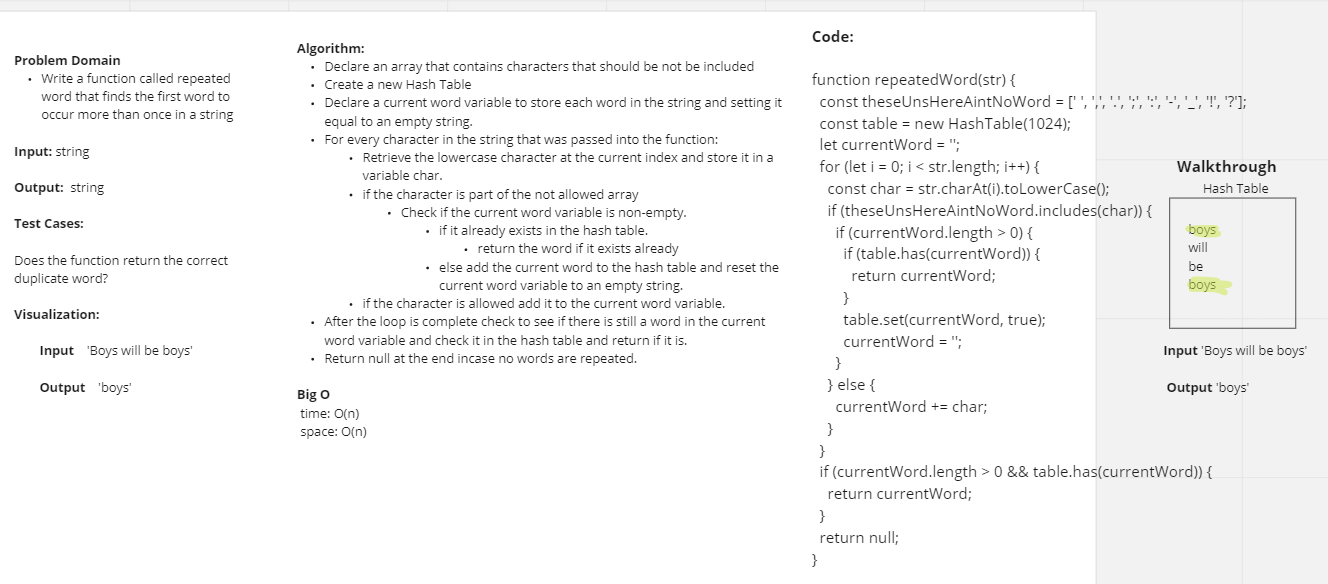 Problem Domain
• Write a function called repeated
word that finds the first word to
occur more than once in a string
Input: string
Output: string
Test Cases:
Does the function return the correct
duplicate word?
Visualization:
Input 'Boys will be boys'
Output 'boys'
Algorithm:
• Declare an array that contains characters that should be not be included
• Create a new Hash Table
• Declare a current word variable to store each word in the string and setting it
equal to an empty string.
• For every character in the string that was passed into the function:
• Retrieve the lowercase character at the current index and store it in a
variable char.
• if the character is part of the not allowed array
• Check if the current word variable is non-empty.
• if it already exists in the hash table.
• return the word if it exists already
• else add the current word to the hash table and reset the
current word variable to an empty string.
• if the character is allowed add it to the current word variable.
• After the loop is complete check to see if there is still a word in the current
word variable and check it in the hash table and return if it is.
• Return null at the end incase no words are repeated.
Big O
time: O(n)
space: O(n)
Code:
function repeatedWord(str) {
const theseUnsHereAintNoWord = [' ', ',', '.', ';', ':', '-', '_', '!', '?'];
const table = new HashTable(1024);
let currentWord = '';
for (let i = 0; i < str.length; i++) {
const char = str.charAt(i).toLowerCase();
if (theseUnsHereAintNoWord.includes(char)) {
if (currentWord.length > 0) {
if (table.has(currentWord)) {
return currentWord;
}
table.set(currentWord, true);
currentWord = '';
}
} else {
currentWord += char;
}
}
if (currentWord.length > 0 && table.has(currentWord)) {
return currentWord;
}
return null;
}
Walkthrough
Hash Table
boys
will
be
boys
Input 'Boys will be boys'
Output 'boys'